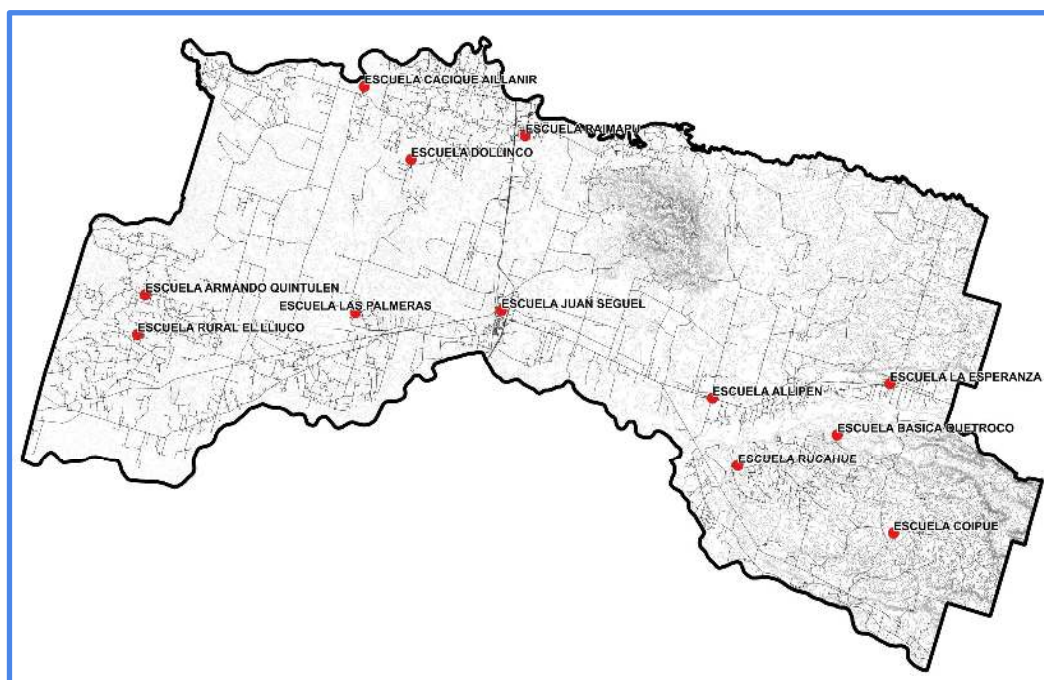 ESCUELA CACIQUE AILLANIR
ESCUELA RAIMAPU
ESCUELA DOLLINCO
ESCUELA ARMANDO QUINTULEN
ESCUELA LAS PALMERAS
ESCUELA JUAN SEGUEL
ESCUELA RURAL EL LLIUCO
ESCUELA LA ESPERANZA
ESCUELA ALLIPEN
ESCUELA BASICA QUETROCO
ESCUELA RUCAHUE
ESCUELA COIPUE